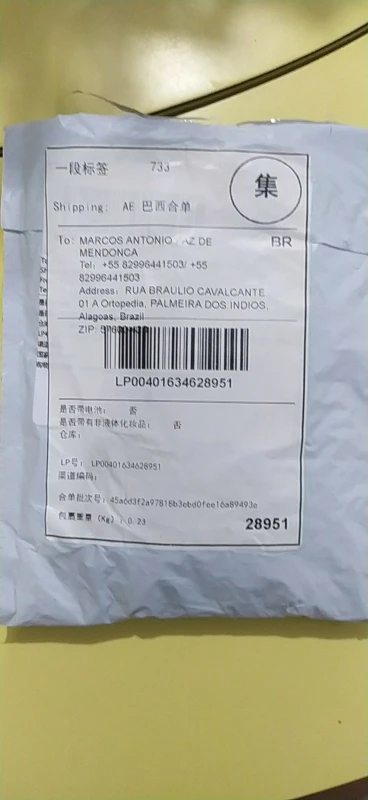 一段标签 733
集
Shipping: AE 巴西合单
To: MARCOS ANTONIO AZ DE BR
MENDONCA
Tel: +55 82996441503/ +55
82996441503
Address: RUA BRAULIO CAVALCANTE
01 A Ortopedia, PALMEIRA DOS INDIOS,
Alagoas, Brazil
ZIP:
LP00401634628951
是否带电池: 否
是否带有非液体化妆品: 否
仓库:
LP号: LP00401634628951
渠道编码:
合单批次号:
包裹重量 (Kg) : 0.23
28951